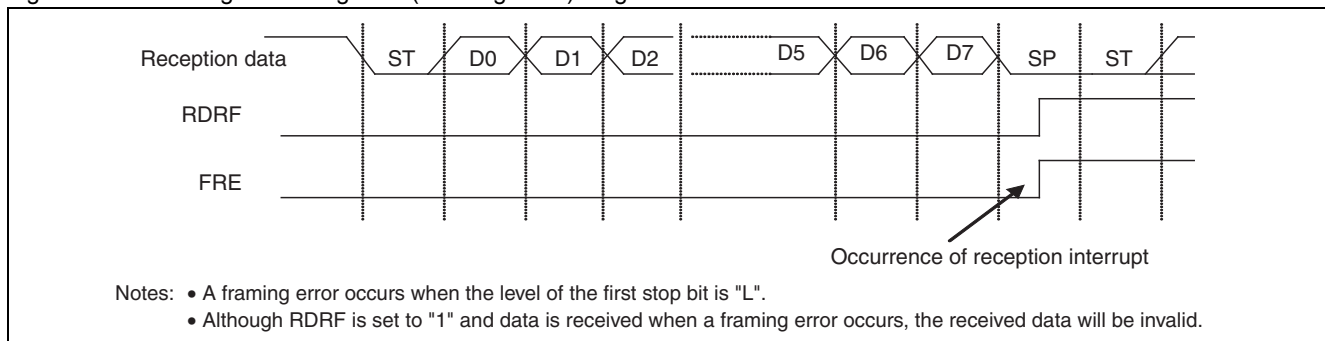 Reception data ST D0 D1 D2 D5 D6 D7 SP ST
RDRF
FRE
Occurrence of reception interrupt
Notes: • A framing error occurs when the level of the first stop bit is "L".
• Although RDRF is set to "1" and data is received when a framing error occurs, the received data will be invalid.